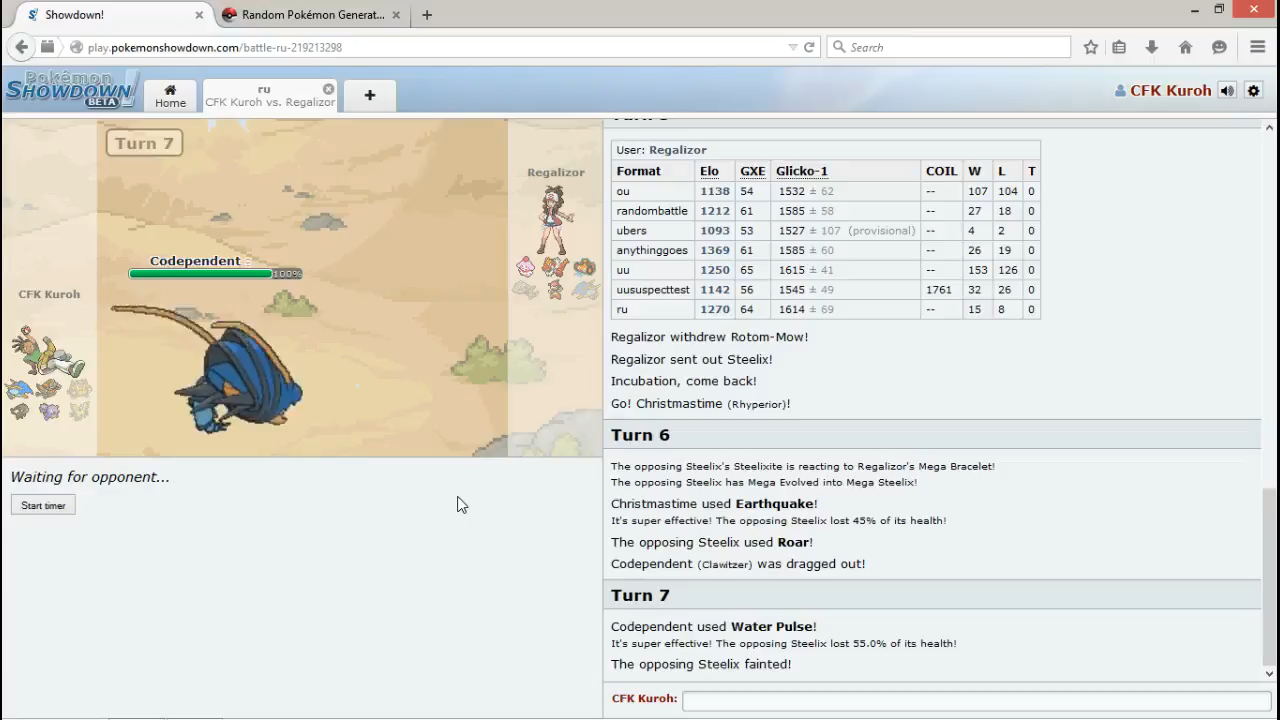 Showdown!
Random Pokémon Generat...
play.pokemonshowdown.com/battle-ru-219213298
Search
Pokémon
SHOWDOWN!
BETA
Home
ru
CFK Kuroh vs. Regalizor
CFK Kuroh
Turn 7
Regalizor
Codependent
100%
CFK Kuroh
Waiting for opponent...
Start timer
User: Regalizor
Format Elo GXE Glicko-1 COIL W L T
ou 1138 54 1532 ± 62 -- 107 104 0
randombattle 1212 61 1585 ± 58 -- 27 18 0
ubers 1093 53 1527 ± 107 (provisional) -- 4 2 0
anythinggoes 1369 61 1585 ± 60 -- 26 19 0
uu 1250 65 1615 ± 41 -- 153 126 0
uususpecttest 1142 56 1545 ± 49 1761 32 26 0
ru 1270 64 1614 ± 69 -- 15 8 0
Regalizor withdrew Rotom-Mow!
Regalizor sent out Steelix!
Incubation, come back!
Go! Christmastime (Rhyperior)!
Turn 6
The opposing Steelix's Steelixite is reacting to Regalizor's Mega Bracelet!
The opposing Steelix has Mega Evolved into Mega Steelix!
Christmastime used Earthquake!
It's super effective! The opposing Steelix lost 45% of its health!
The opposing Steelix used Roar!
Codependent (Clawitzer) was dragged out!
Turn 7
Codependent used Water Pulse!
It's super effective! The opposing Steelix lost 55.0% of its health!
The opposing Steelix fainted!
CFK Kuroh: